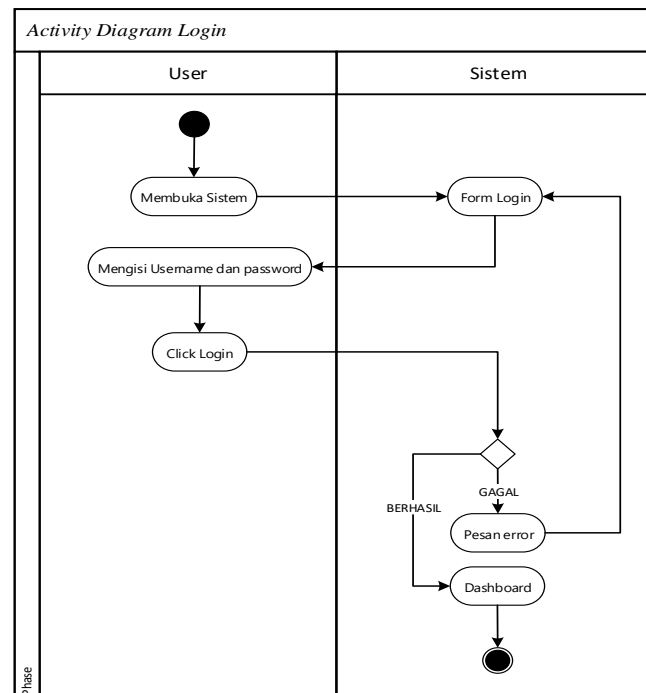 Activity Diagram Login
User
Sistem
Membuka Sistem
Form Login
Mengisi Username dan password
Click Login
GAGAL
BERHASIL
Pesan error
Dashboard
Phase